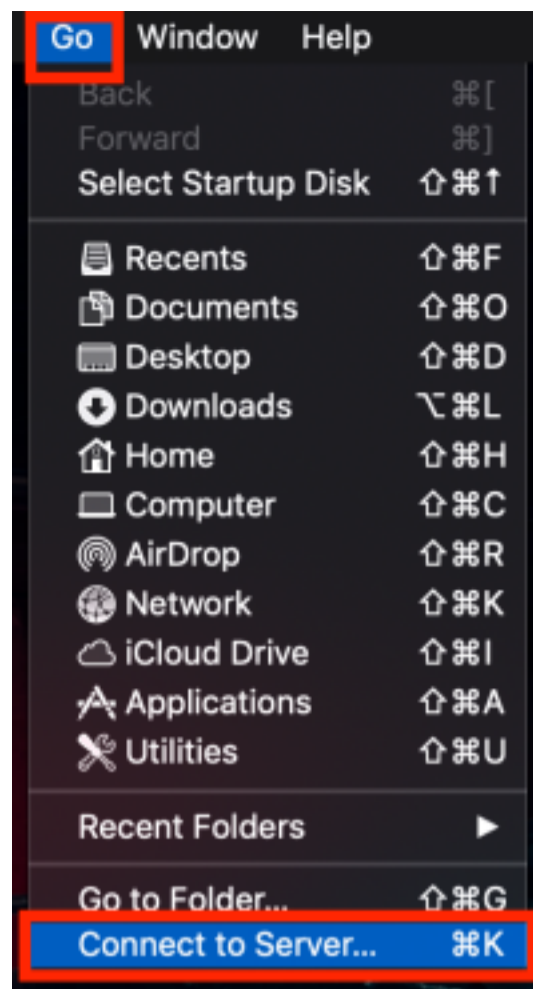 Go Window Help
Back ⌘[
Forward ⌘]
Select Startup Disk ⇧⌘↑
Recents ⇧⌘F
Documents ⇧⌘O
Desktop ⇧⌘D
Downloads ⌥⌘L
Home ⇧⌘H
Computer ⇧⌘C
AirDrop ⇧⌘R
Network ⇧⌘K
iCloud Drive ⇧⌘I
Applications ⇧⌘A
Utilities ⇧⌘U
Recent Folders ▶
Go to Folder... ⇧⌘G
Connect to Server... ⌘K